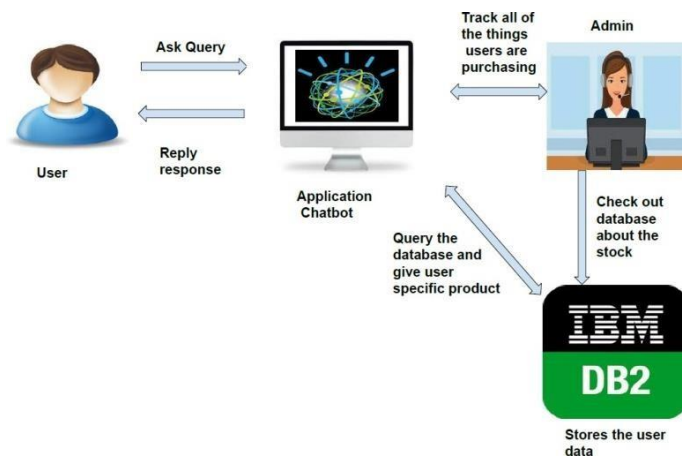 Ask Query
Reply
response
User
Application
Chatbot
Track all of
the things
users are
purchasing
Admin
Query the
database and
give user
specific product
Check out
database
about the
stock
IBM
DB2
Stores the user
data